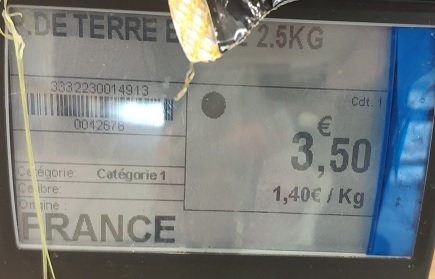 .DE TERRE 2.5KG
3332230014913
Cdt. 1
0042676
€
3,50
1,40€ / Kg
Catégorie: Catégorie 1
Calibre:
Origine :
FRANCE